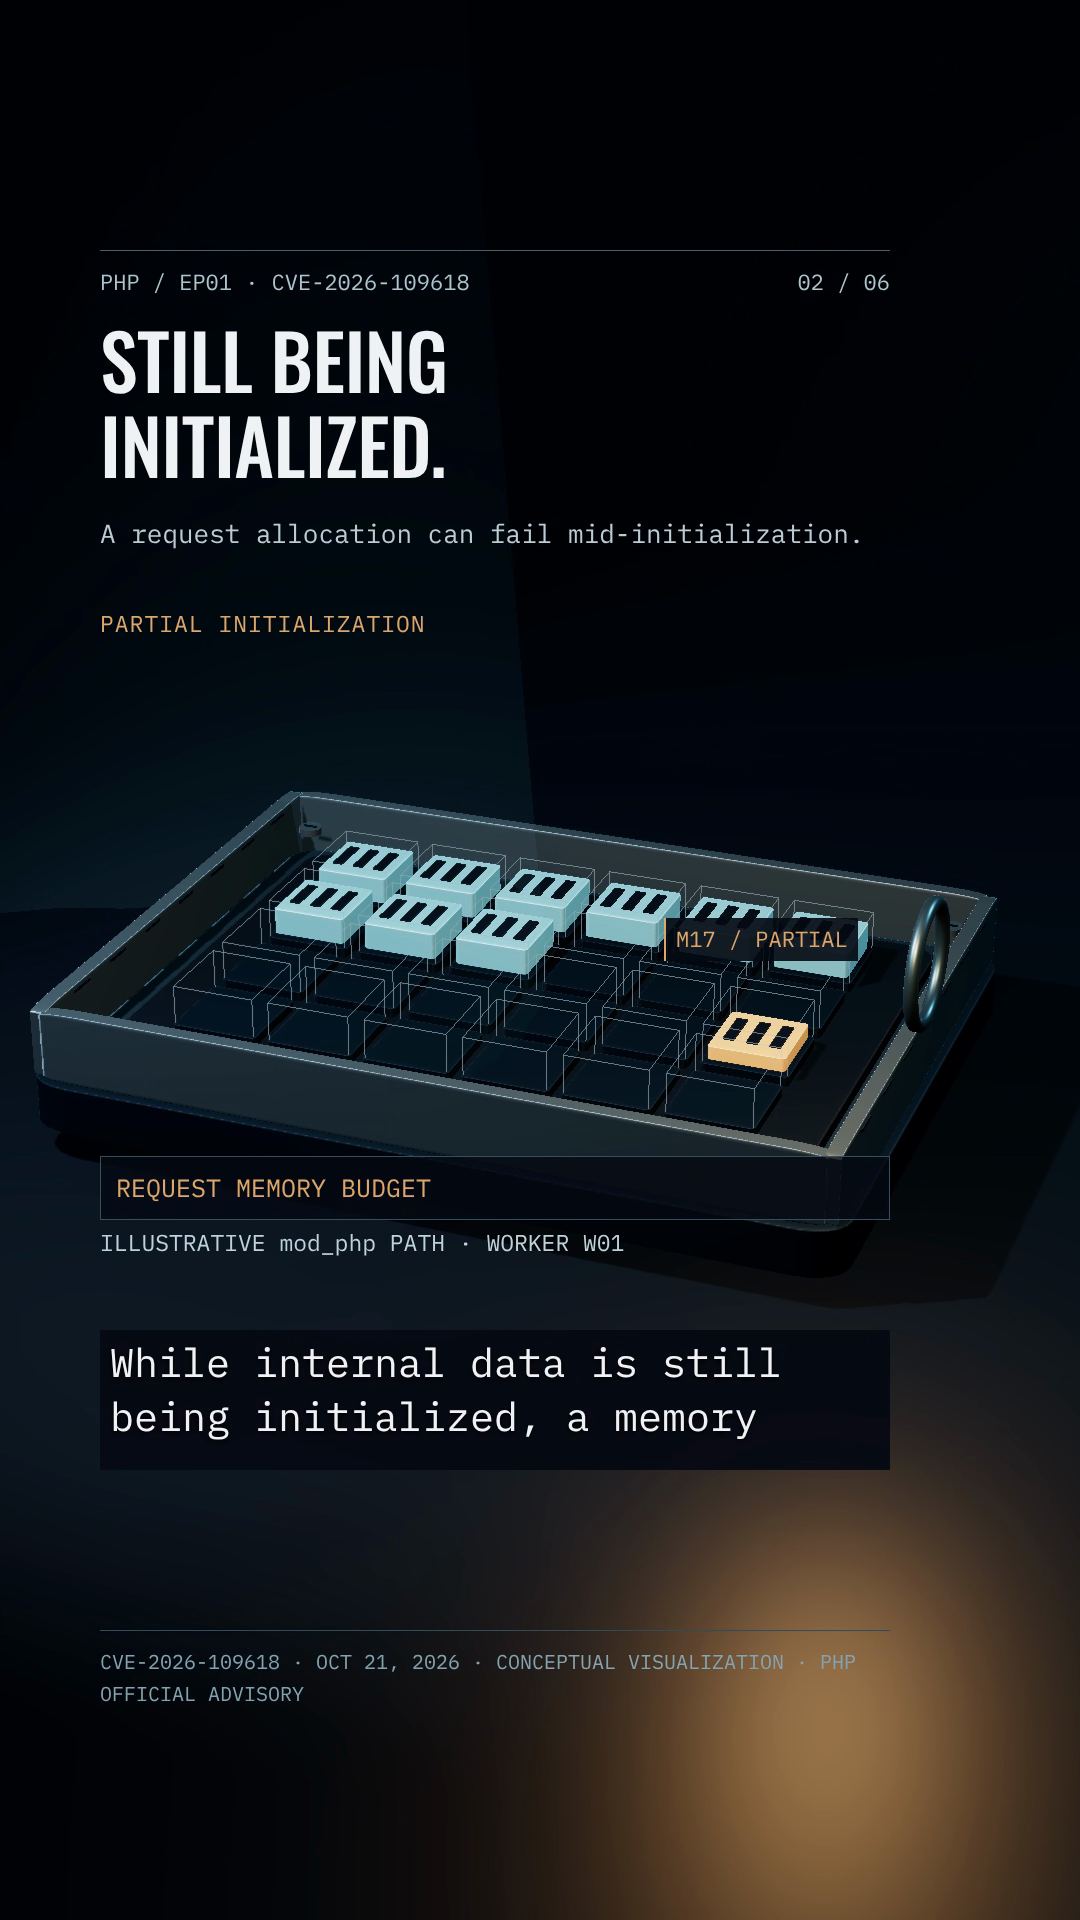 PHP / EP01 · CVE-2026-109618
02 / 06
STILL BEING
INITIALIZED.
A request allocation can fail mid-initialization.
PARTIAL INITIALIZATION
M17 / PARTIAL
REQUEST MEMORY BUDGET
ILLUSTRATIVE mod_php PATH · WORKER W01
While internal data is still
being initialized, a memory
CVE-2026-109618 · OCT 21, 2026 · CONCEPTUAL VISUALIZATION · PHP
OFFICIAL ADVISORY